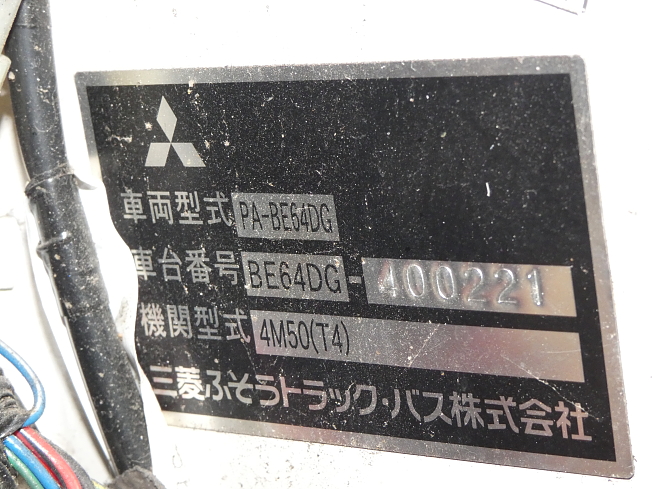 車両型式 PA-BE64DG
車台番号 BE64DG-400221
機関型式 4M50(T4)
三菱ふそうトラック・バス株式会社